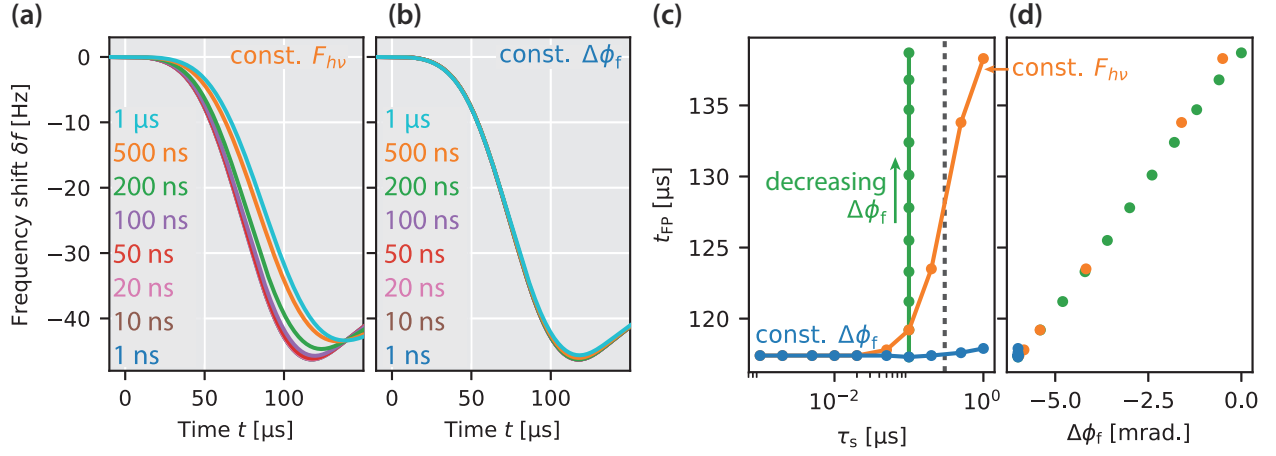 (a)
(b)
(c)
(d)
Frequency shift δf [Hz]
0
−10
−20
−30
−40
const. F_hν
1 µs
500 ns
200 ns
100 ns
50 ns
20 ns
10 ns
1 ns
0
50
100
Time t [µs]
const. Δϕ_f
1 µs
500 ns
200 ns
100 ns
50 ns
20 ns
10 ns
1 ns
0
50
100
Time t [µs]
t_FP [µs]
135
130
125
120
const. F_hν
decreasing
Δϕ_f
const. Δϕ_f
10⁻²
10⁰
τ_s [µs]
−5.0
−2.5
0.0
Δϕ_f [mrad.]